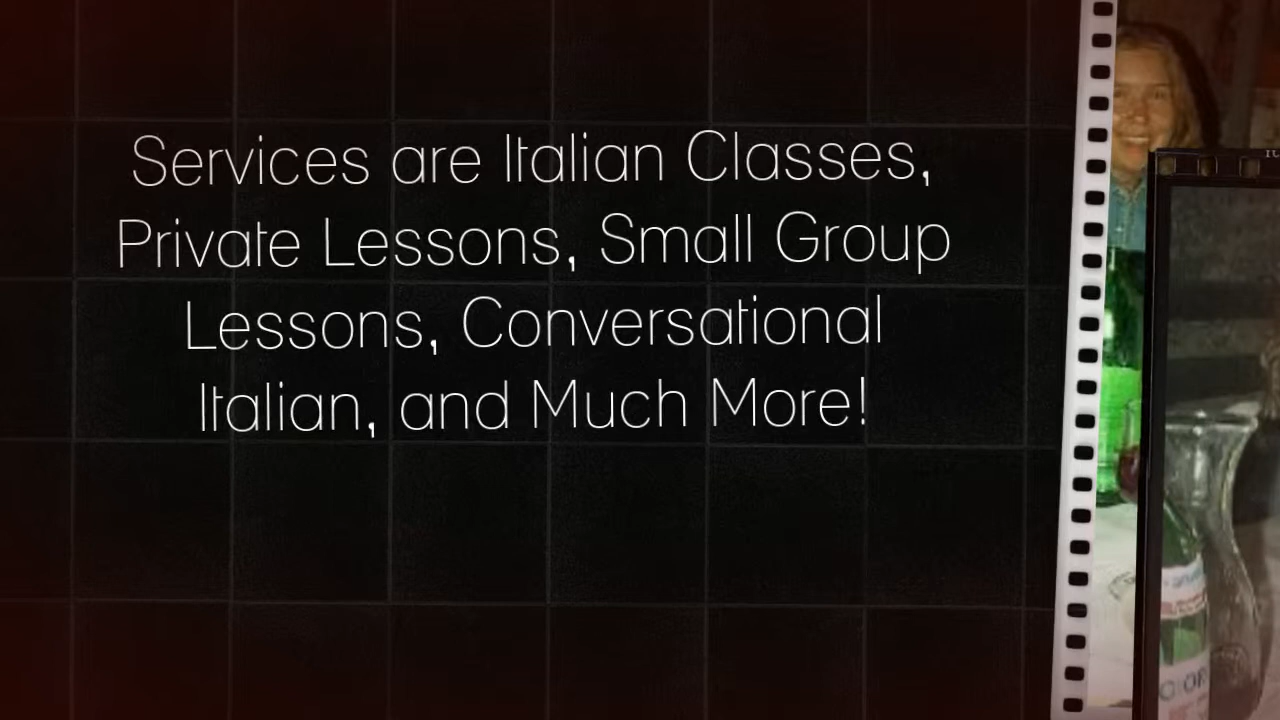 Services are Italian Classes,
Private Lessons, Small Group
Lessons, Conversational
Italian, and Much More!